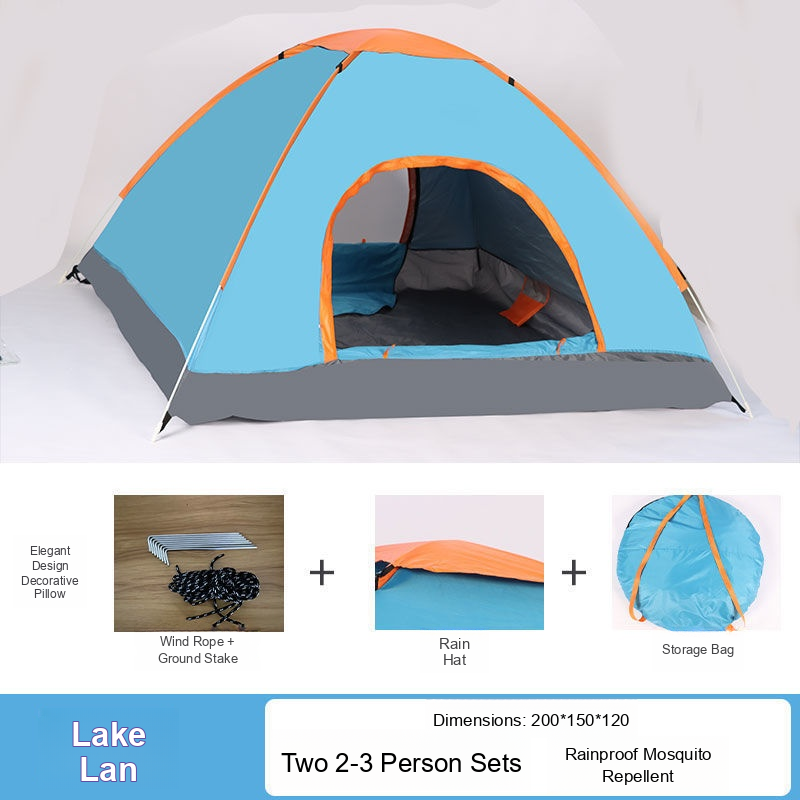 Elegant
Design
Decorative
Pillow
Wind Rope +
Ground Stake
+
Rain
Hat
+
Storage Bag
Lake
Lan
Dimensions: 200*150*120
Two 2-3 Person Sets
Rainproof Mosquito
Repellent